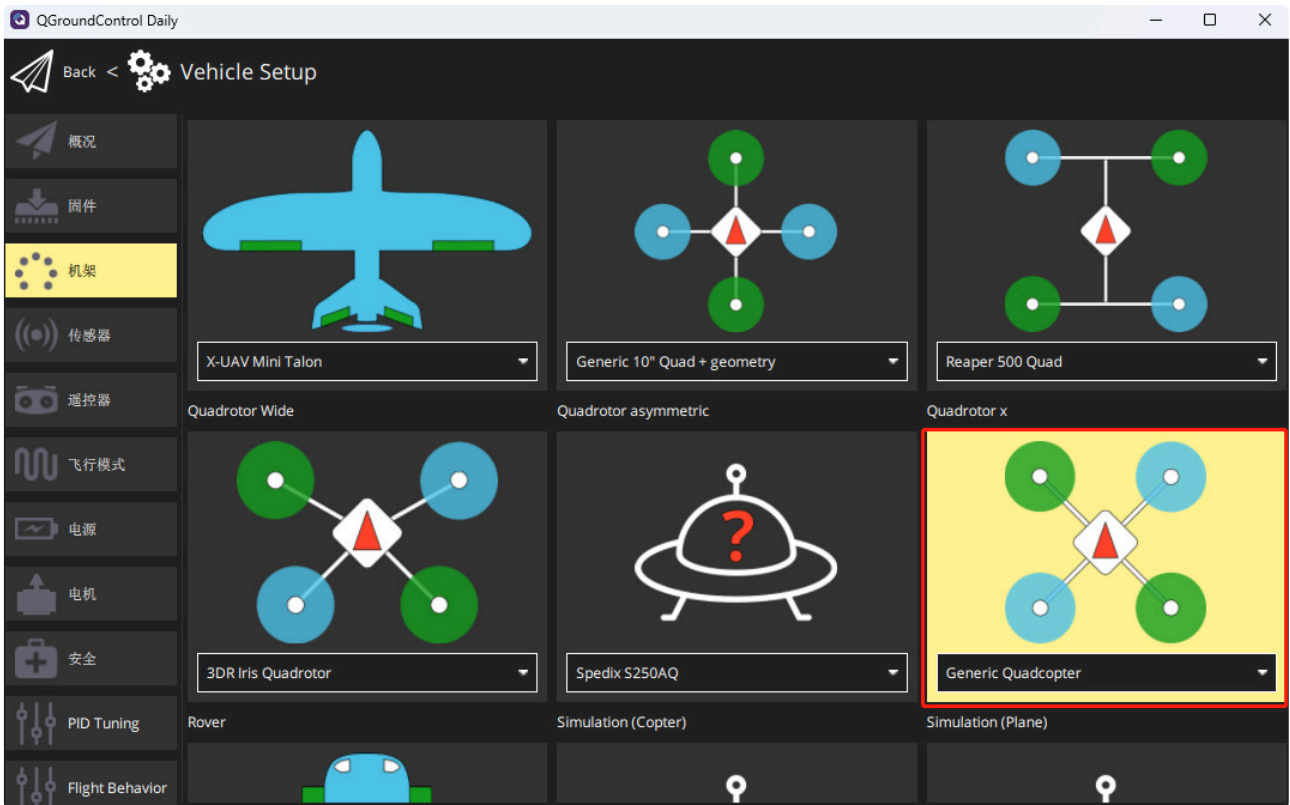 QGroundControl Daily
Back < Vehicle Setup
概况
固件
机架
传感器
遥控器
飞行模式
电源
电机
安全
PID Tuning
Flight Behavior
X-UAV Mini Talon
Generic 10" Quad + geometry
Reaper 500 Quad
Quadrotor Wide
Quadrotor asymmetric
Quadrotor x
?
3DR Iris Quadrotor
Spedix S250AQ
Generic Quadcopter
Rover
Simulation (Copter)
Simulation (Plane)